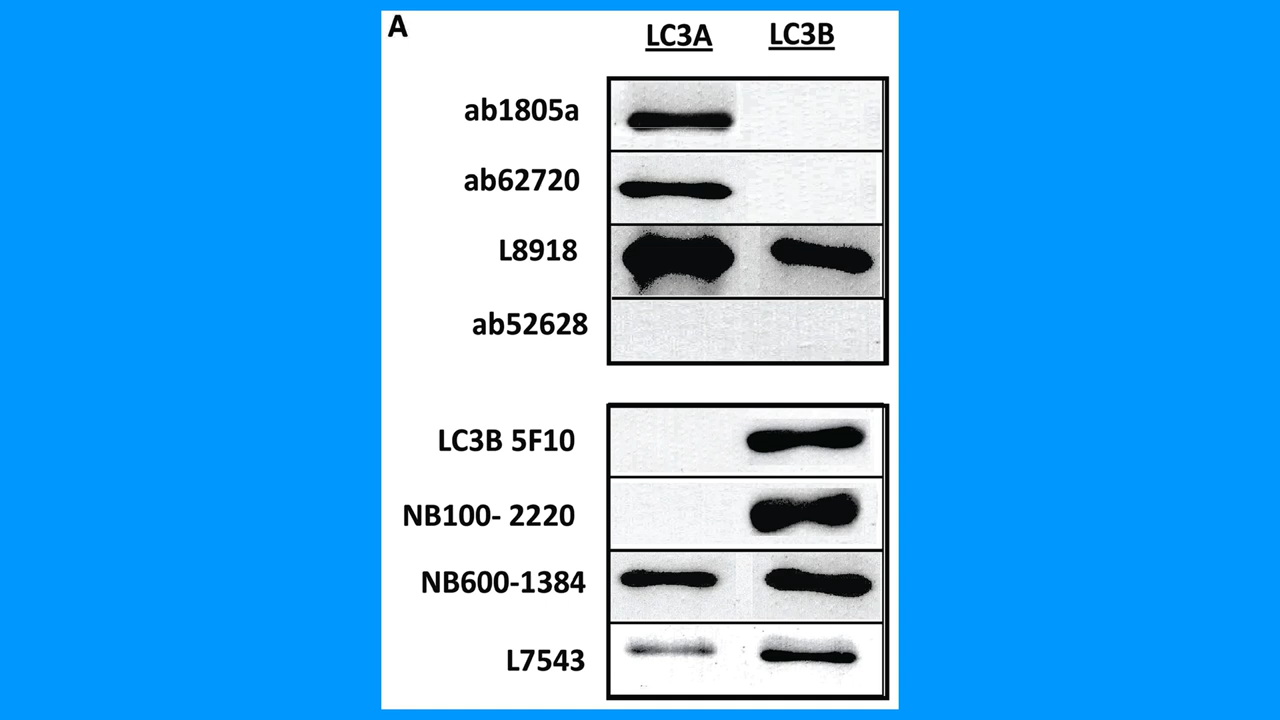 A
LC3A LC3B
ab1805a
ab62720
L8918
ab52628
LC3B 5F10
NB100- 2220
NB600-1384
L7543